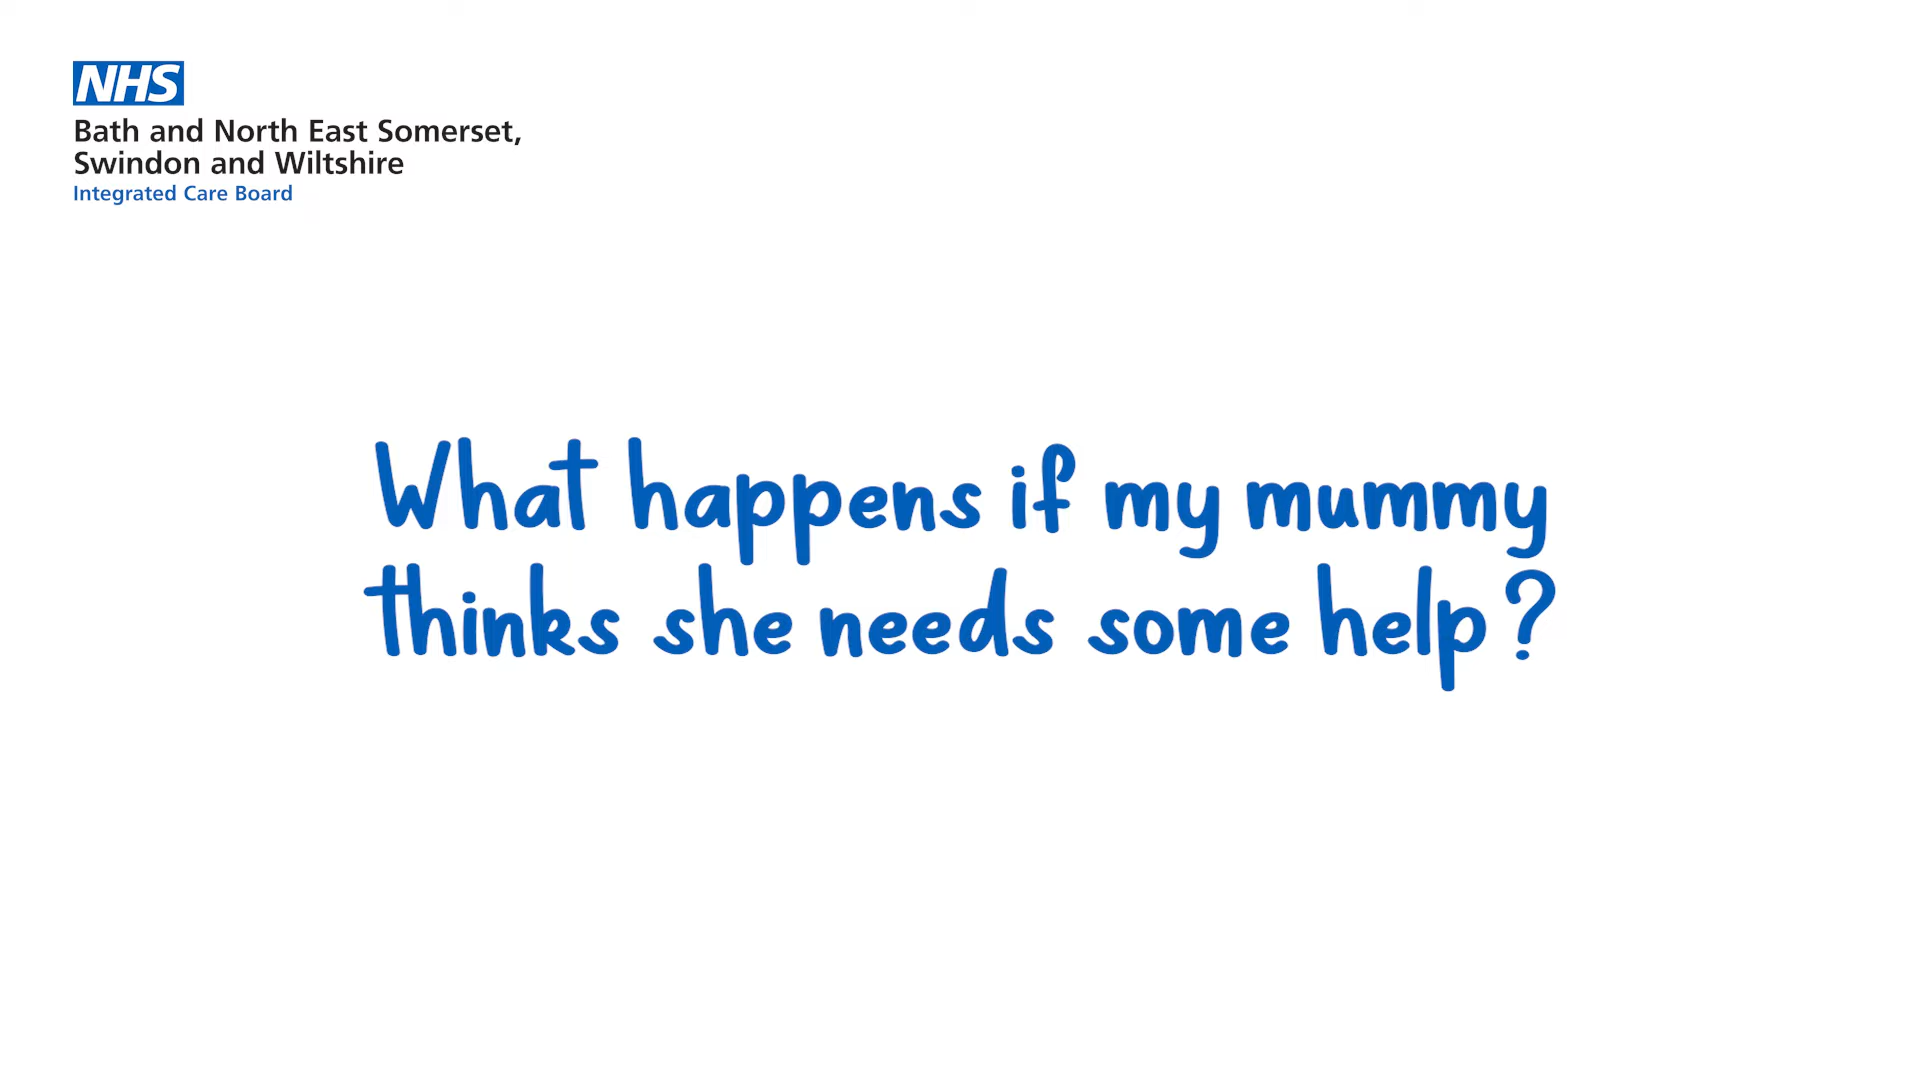 NHS
Bath and North East Somerset,
Swindon and Wiltshire
Integrated Care Board
What happens if my mummy
thinks she needs some help?